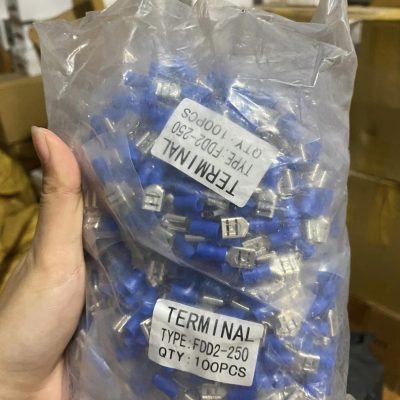 TERMINAL
TYPE:FDD2-250
QTY:100PCS
TERMINAL
TYPE:FDD2-250
QTY:100PCS